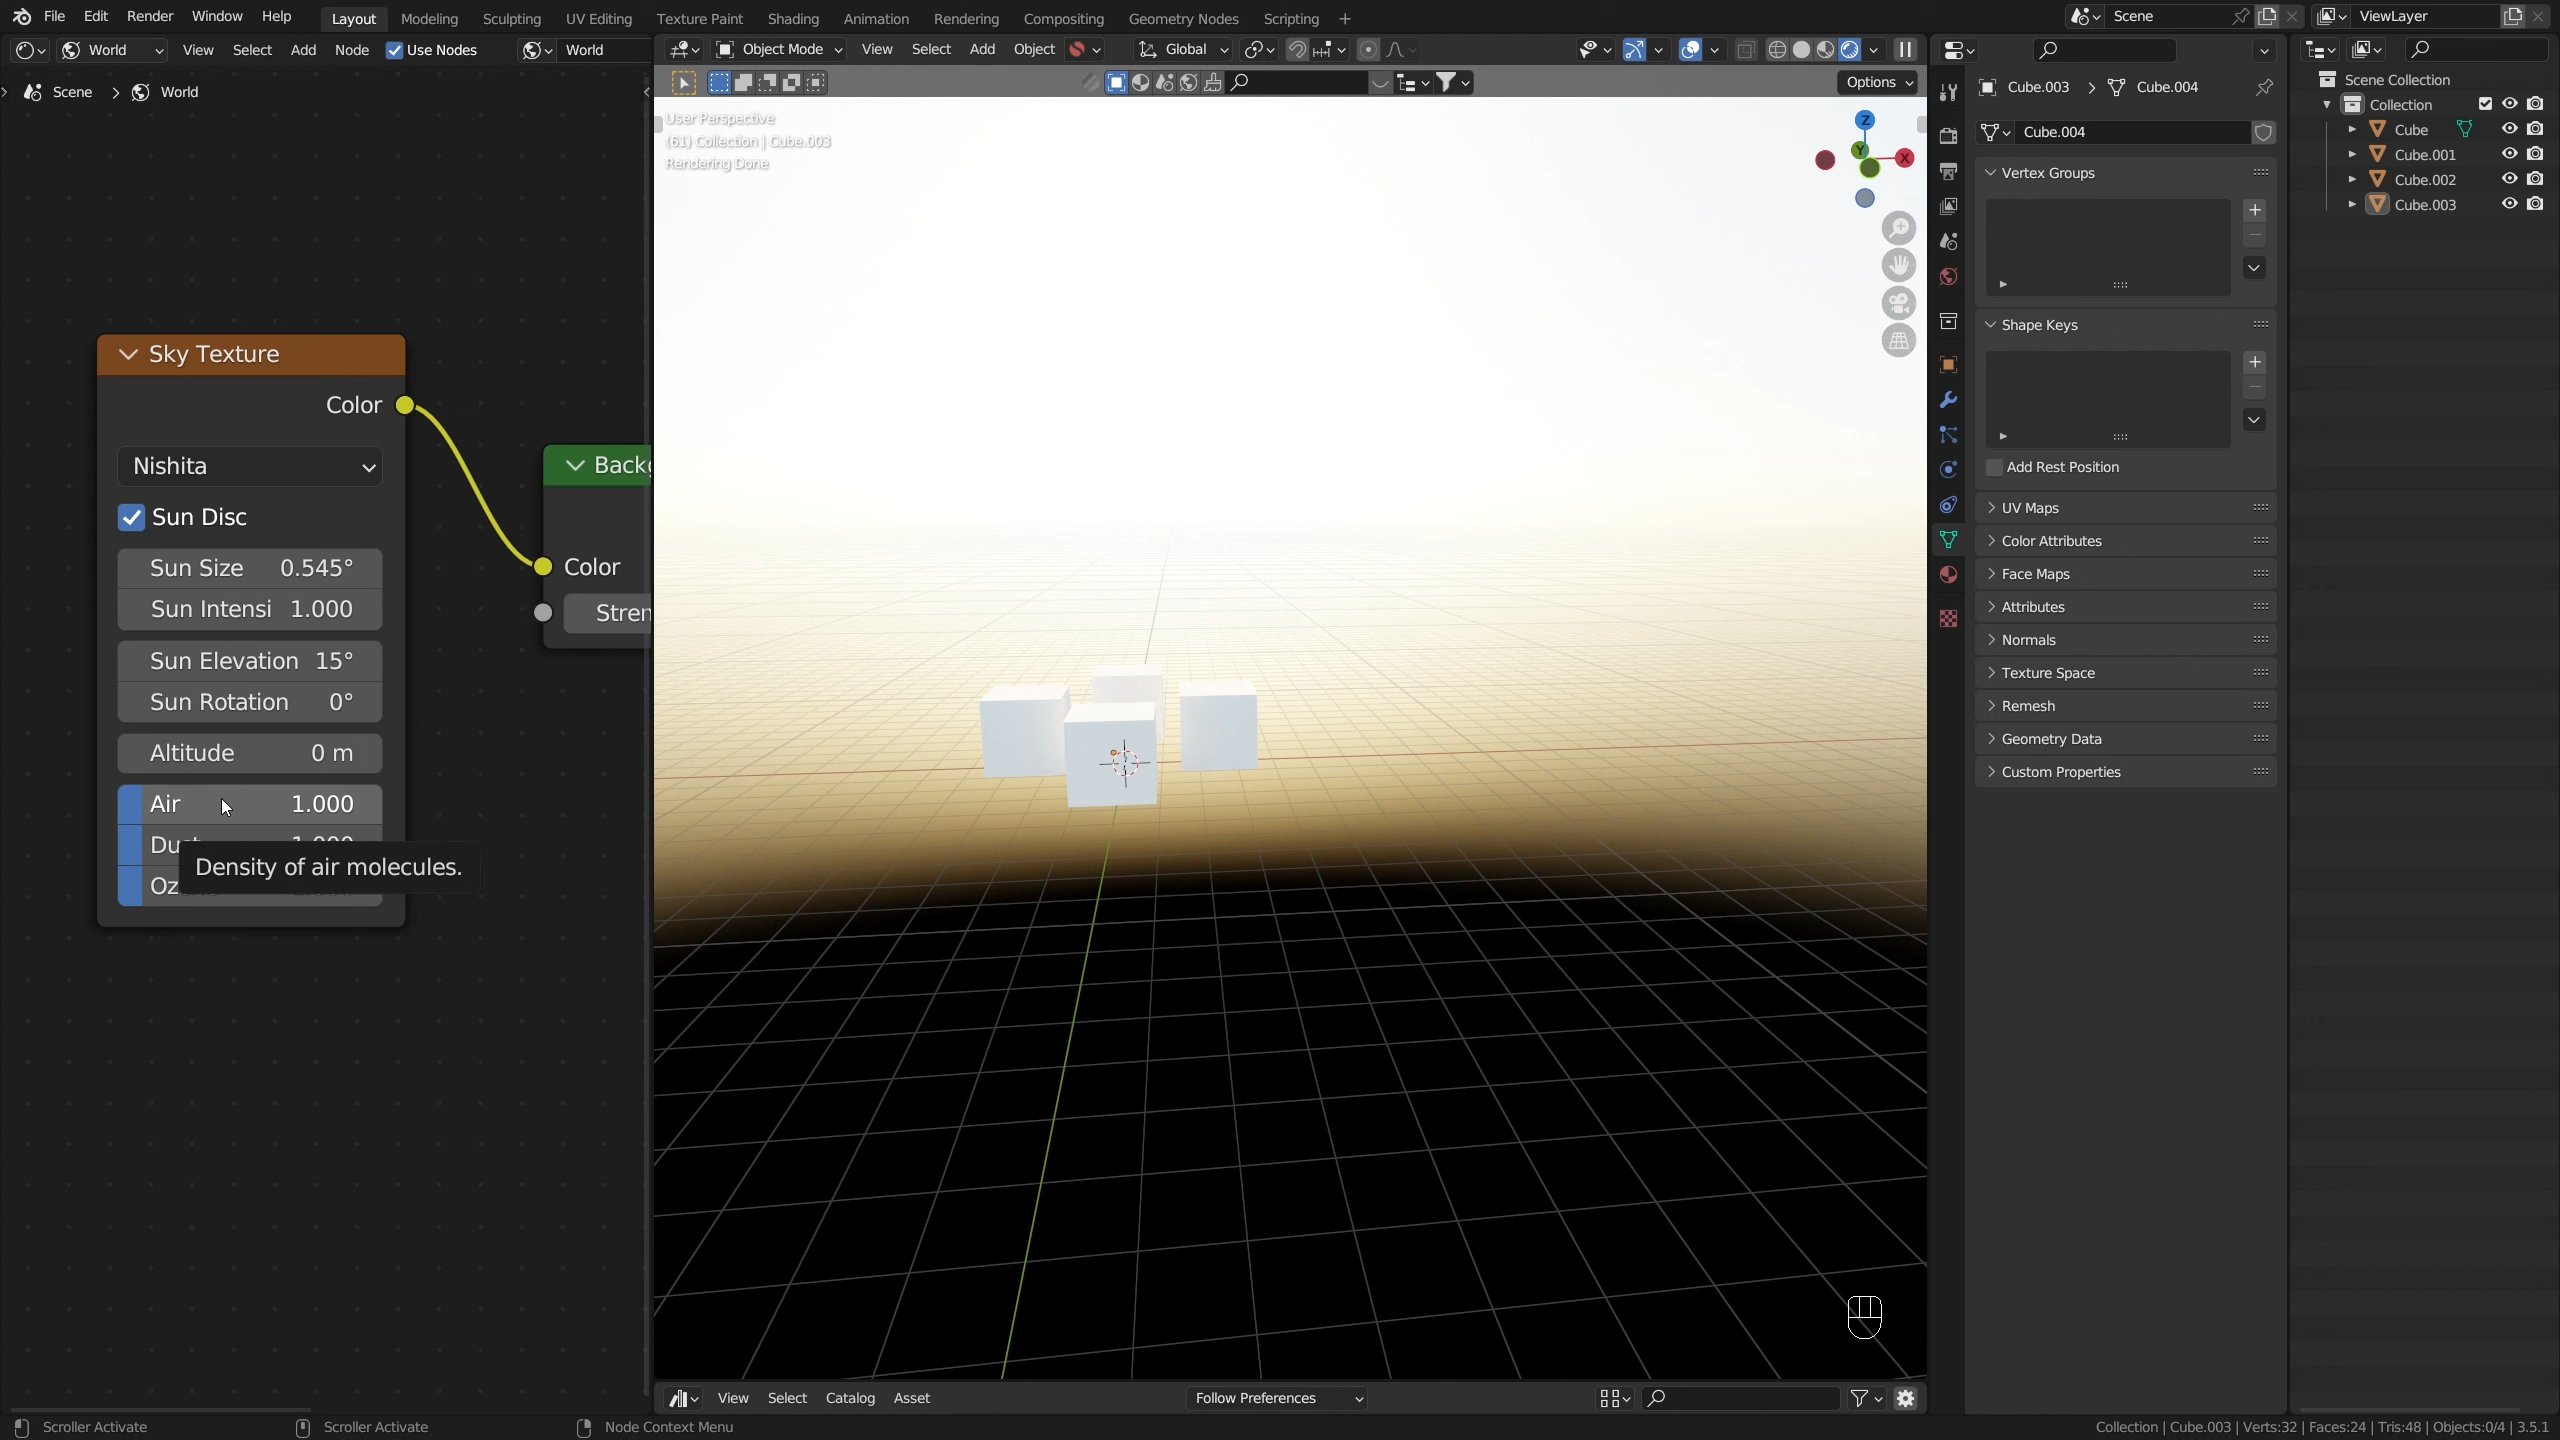 File Edit Render Window Help Layout Modeling Sculpting UV Editing Texture Paint Shading Animation Rendering Compositing Geometry Nodes Scripting + Scene ViewLayer
World View Select Add Node Use Nodes World
Object Mode View Select Add Object Global
Options
Scene > World
User Perspective
(61) Collection | Cube.003
Rendering Done
Z
Y
X
Sky Texture
Color
Nishita
Sun Disc
Sun Size 0.545°
Sun Intensi 1.000
Sun Elevation 15°
Sun Rotation 0°
Altitude 0 m
Air 1.000
Density of air molecules.
Color
Cube.003 > Cube.004
Cube.004
Vertex Groups
Shape Keys
Add Rest Position
UV Maps
Color Attributes
Face Maps
Attributes
Normals
Texture Space
Remesh
Geometry Data
Custom Properties
Scene Collection
Collection
Cube
Cube.001
Cube.002
Cube.003
View Select Catalog Asset Follow Preferences
Scroller Activate Scroller Activate Node Context Menu Collection | Cube.003 | Verts:32 | Faces:24 | Tris:48 | Objects:0/4 | 3.5.1